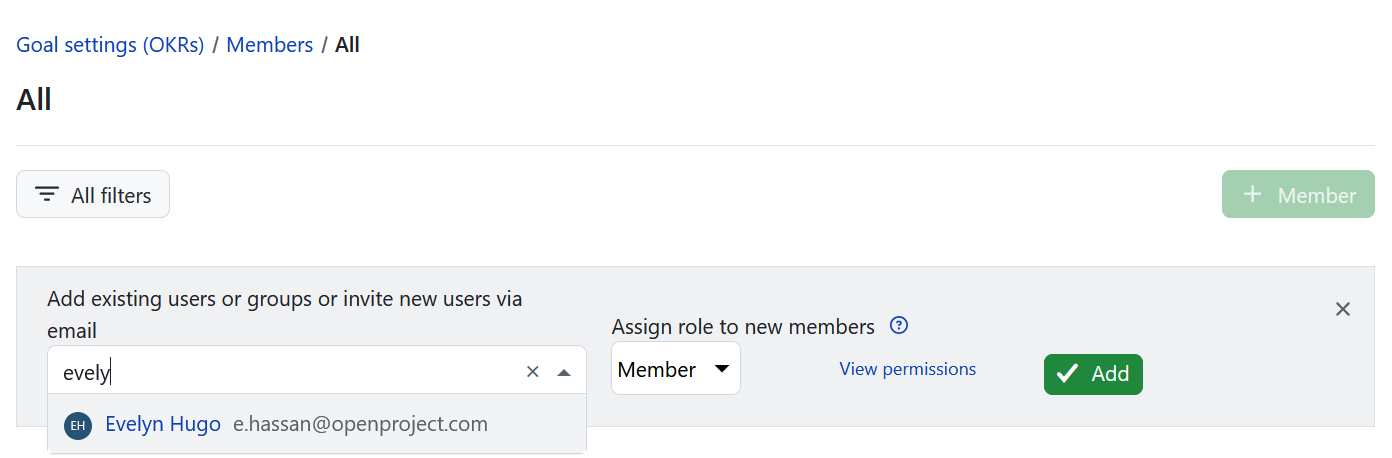 Goal settings (OKRs) / Members / All
All
All filters
+ Member
Add existing users or groups or invite new users via
email
Assign role to new members ?
evely
Member
View permissions
Add
EH Evelyn Hugo e.hassan@openproject.com